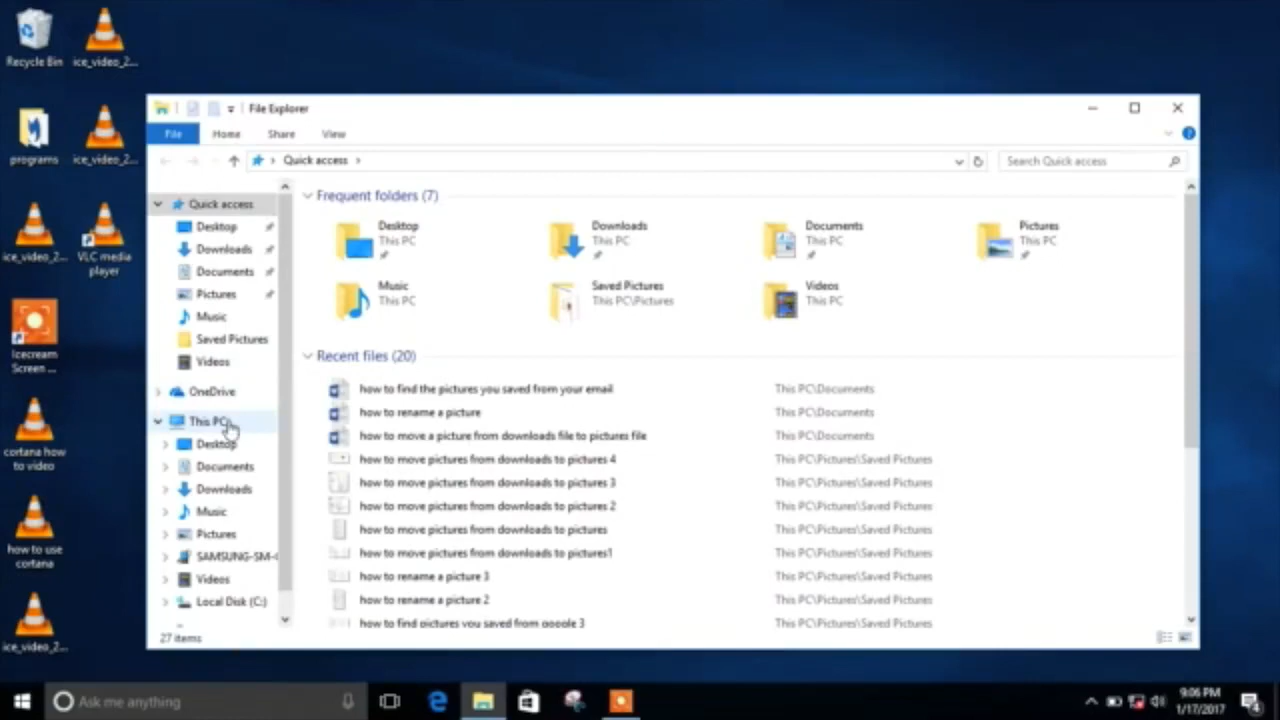 Recycle Bin
ice_video_2...
programs
ice_video_2...
ice_video_2...
VLC media
player
Icecream
Screen ...
cortana how
to video
how to use
cortana
ice_video_2...
File Explorer
File
Home
Share
View
Quick access
Search Quick access
Quick access
Desktop
Downloads
Documents
Pictures
Music
Saved Pictures
Videos
OneDrive
This PC
Desktop
Documents
Downloads
Music
Pictures
SAMSUNG-SM-
Videos
Local Disk (C:)
27 items
Frequent folders (7)
Desktop
This PC
Downloads
This PC
Documents
This PC
Pictures
This PC
Music
This PC
Saved Pictures
This PC\Pictures
Videos
This PC
Recent files (20)
how to find the pictures you saved from your email This PC\Documents
how to rename a picture This PC\Documents
how to move a picture from downloads file to pictures file This PC\Documents
how to move pictures from downloads to pictures 4 This PC\Pictures\Saved Pictures
how to move pictures from downloads to pictures 3 This PC\Pictures\Saved Pictures
how to move pictures from downloads to pictures 2 This PC\Pictures\Saved Pictures
how to move pictures from downloads to pictures This PC\Pictures\Saved Pictures
how to move pictures from downloads to pictures1 This PC\Pictures\Saved Pictures
how to rename a picture 3 This PC\Pictures\Saved Pictures
how to rename a picture 2 This PC\Pictures\Saved Pictures
how to find pictures you saved from google 3 This PC\Pictures\Saved Pictures
Ask me anything
9:06 PM
1/17/2017
4